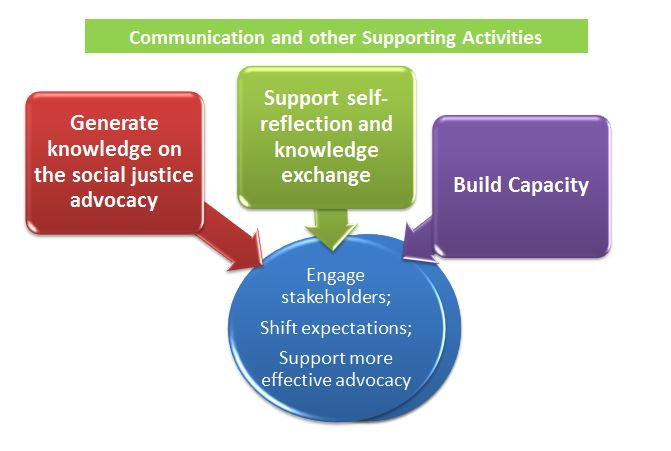 Communication and other Supporting Activities
Generate
knowledge on
the social justice
advocacy
Support self-
reflection and
knowledge
exchange
Build Capacity
Engage
stakeholders;
Shift expectations;
Support more
effective advocacy